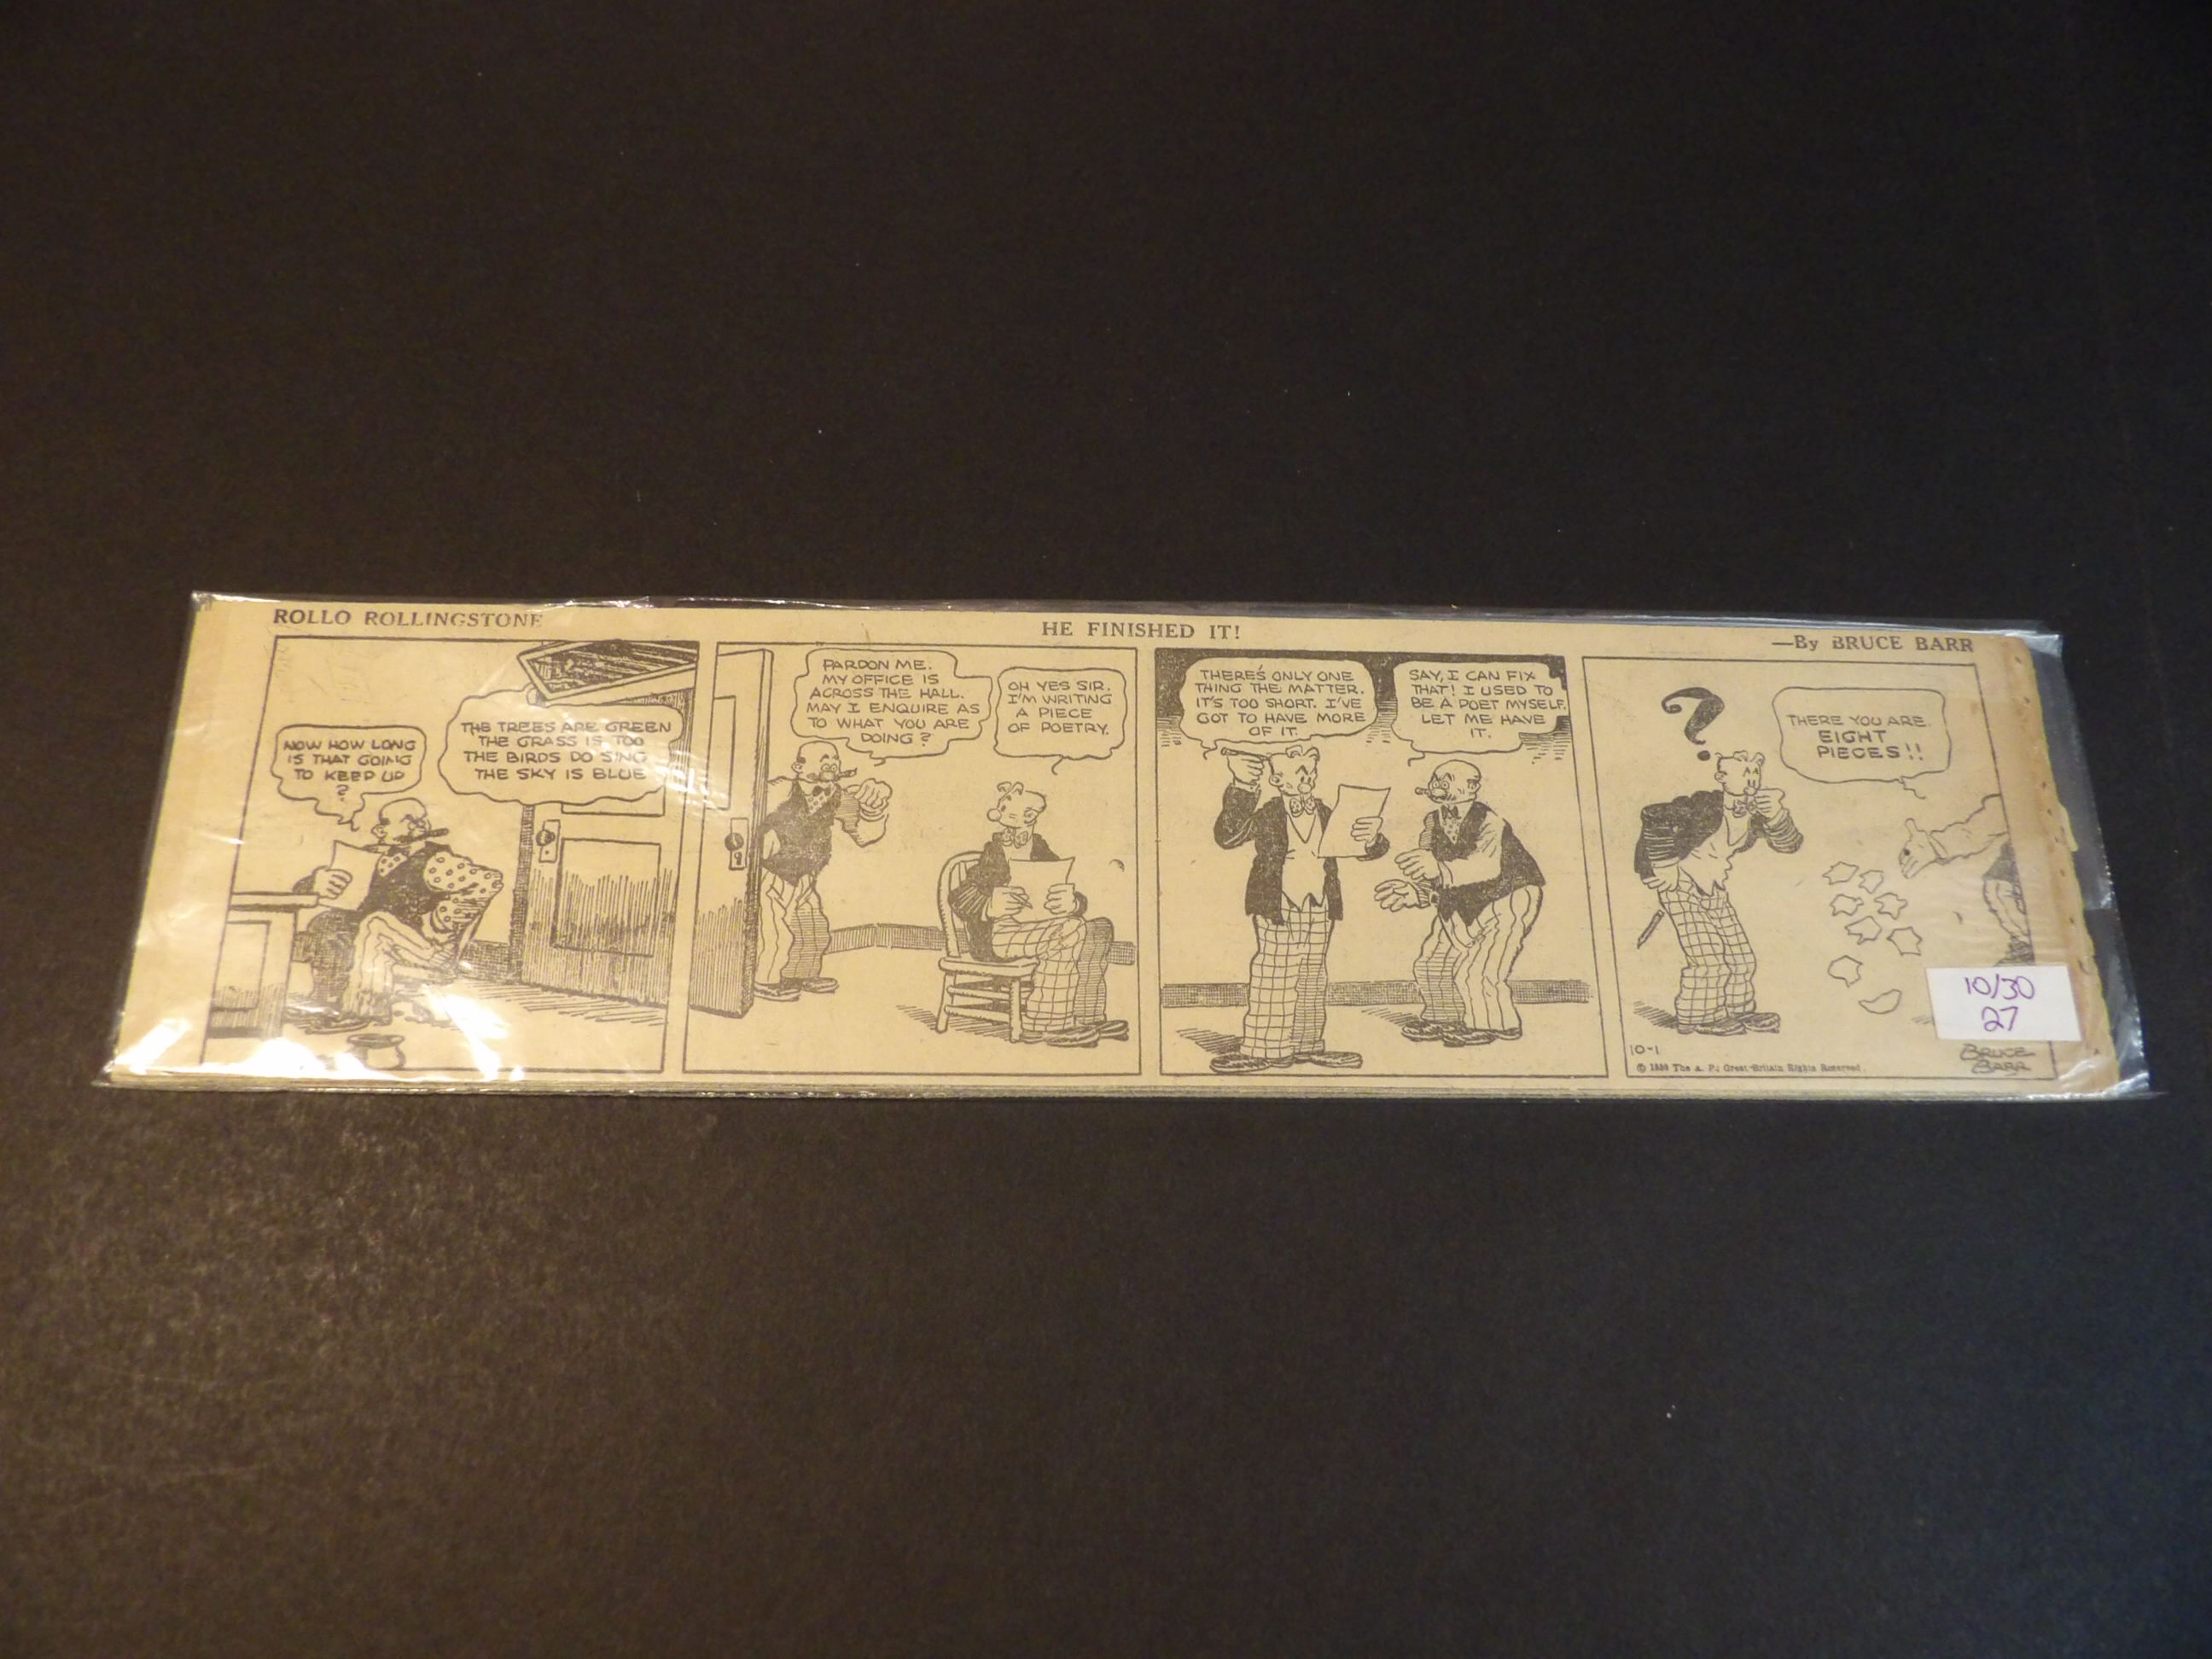 ROLLO ROLLINGSTONE
HE FINISHED IT!
—By BRUCE BARR
NOW HOW LONG
IS THAT GOING
TO KEEP UP
?
THE TREES ARE GREEN
THE GRASS IS TOO
THE BIRDS DO SING
THE SKY IS BLUE
PARDON ME.
MY OFFICE IS
ACROSS THE HALL.
MAY I ENQUIRE AS
TO WHAT YOU ARE
DOING?
OH YES SIR.
I'M WRITING
A PIECE
OF POETRY.
THERE'S ONLY ONE
THING THE MATTER.
IT'S TOO SHORT. I'VE
GOT TO HAVE MORE
OF IT.
SAY, I CAN FIX
THAT! I USED TO
BE A POET MYSELF.
LET ME HAVE
IT.
?
THERE YOU ARE.
EIGHT
PIECES!!
10-1
© The A. P.; Great Britain Rights Reserved
BRUCE
BARR
10/30
27